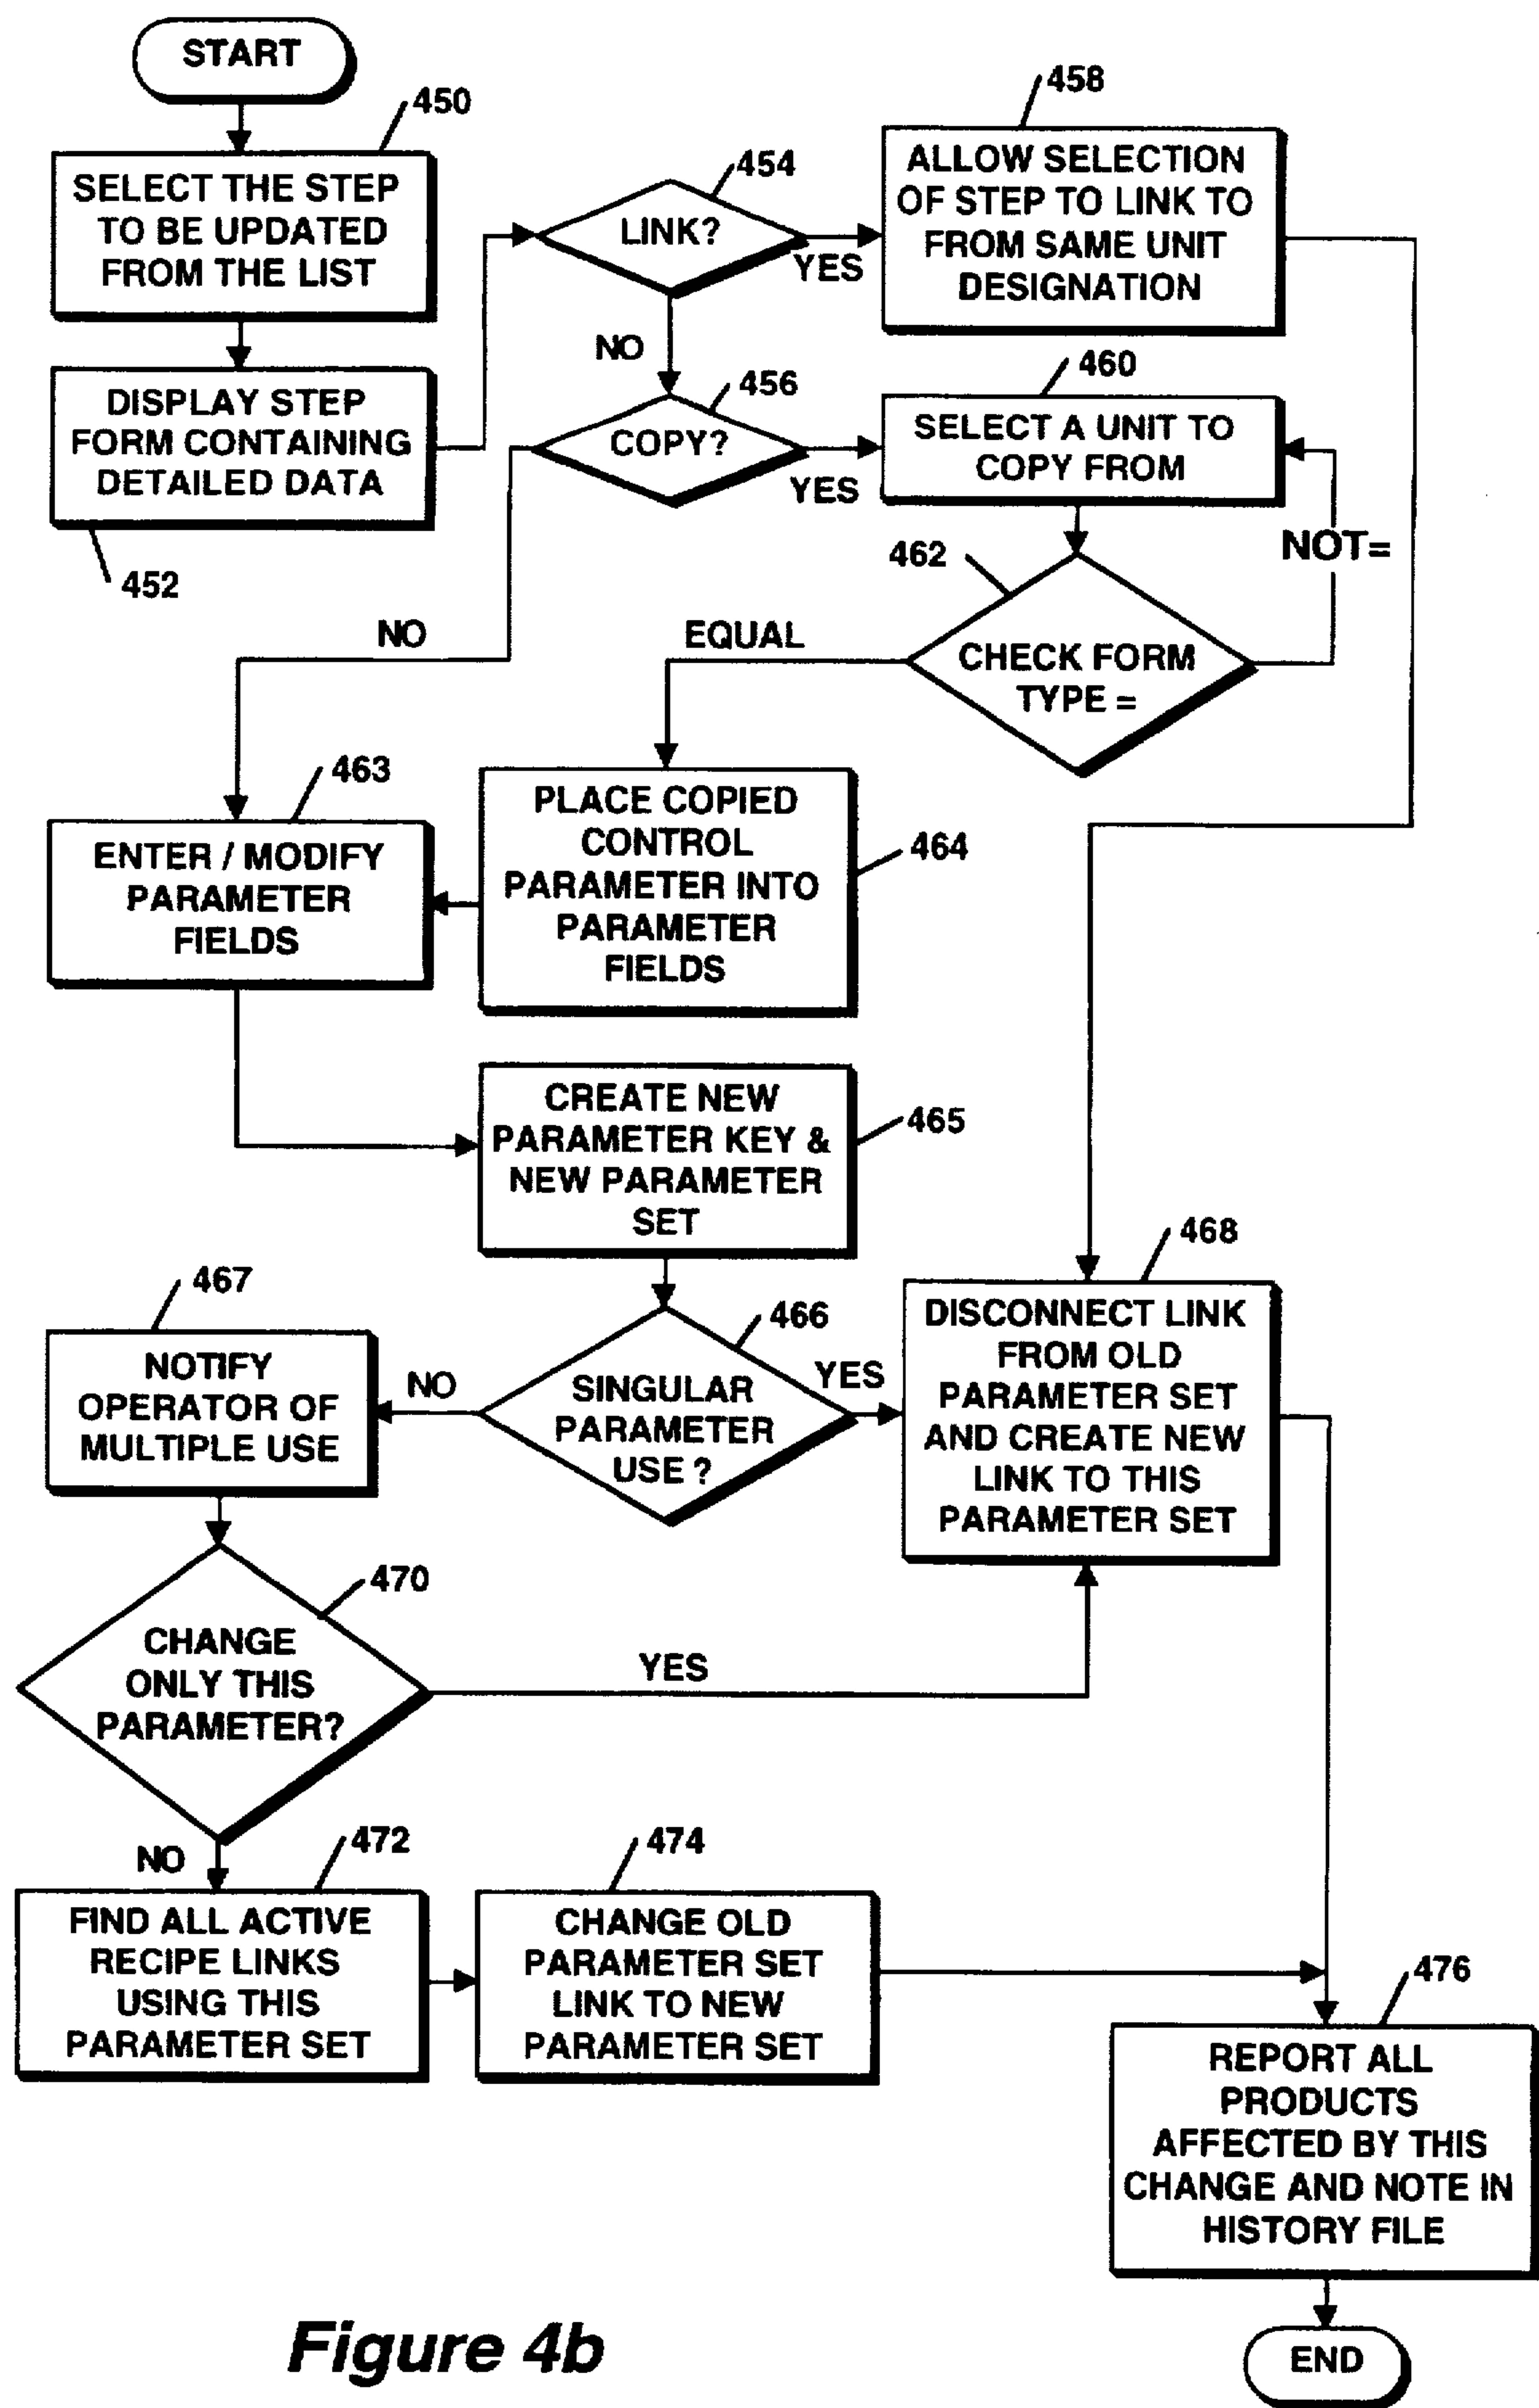 START
450
SELECT THE STEP
TO BE UPDATED
FROM THE LIST
DISPLAY STEP
FORM CONTAINING
DETAILED DATA
452
454
LINK?
YES
NO
458
ALLOW SELECTION
OF STEP TO LINK TO
FROM SAME UNIT
DESIGNATION
456
COPY?
YES
NO
460
SELECT A UNIT TO
COPY FROM
NOT=
462
CHECK FORM
TYPE =
EQUAL
463
ENTER / MODIFY
PARAMETER
FIELDS
PLACE COPIED
CONTROL
PARAMETER INTO
PARAMETER
FIELDS
464
CREATE NEW
PARAMETER KEY &
NEW PARAMETER
SET
465
466
SINGULAR
PARAMETER
USE ?
YES
NO
467
NOTIFY
OPERATOR OF
MULTIPLE USE
468
DISCONNECT LINK
FROM OLD
PARAMETER SET
AND CREATE NEW
LINK TO THIS
PARAMETER SET
470
CHANGE
ONLY THIS
PARAMETER?
YES
NO
472
FIND ALL ACTIVE
RECIPE LINKS
USING THIS
PARAMETER SET
474
CHANGE OLD
PARAMETER SET
LINK TO NEW
PARAMETER SET
476
REPORT ALL
PRODUCTS
AFFECTED BY THIS
CHANGE AND NOTE IN
HISTORY FILE
END
Figure 4b